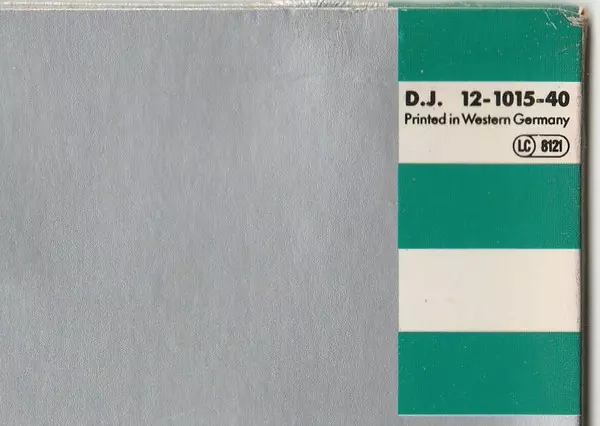 D.J. 12-1015-40
Printed in Western Germany
LC 8121